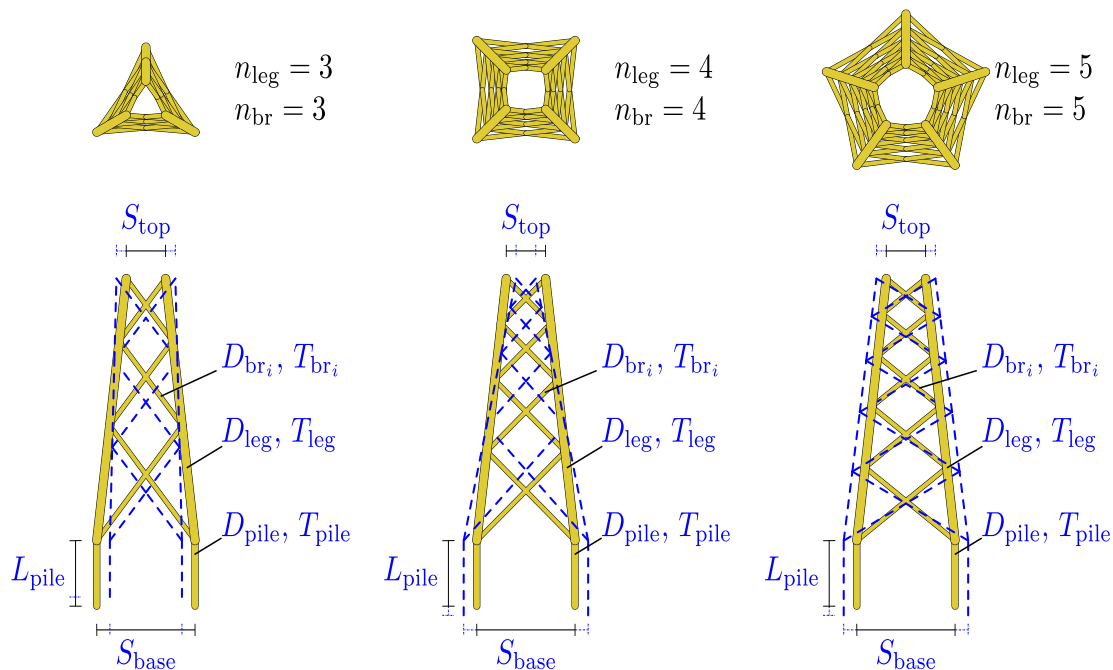 n_leg = 3
n_br = 3
n_leg = 4
n_br = 4
n_leg = 5
n_br = 5
S_top
S_top
S_top
D_br_i, T_br_i
D_br_i, T_br_i
D_br_i, T_br_i
D_leg, T_leg
D_leg, T_leg
D_leg, T_leg
D_pile, T_pile
D_pile, T_pile
D_pile, T_pile
L_pile
L_pile
L_pile
S_base
S_base
S_base